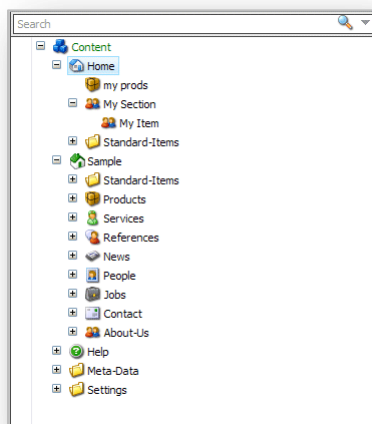 Search
Content
Home
my prods
My Section
My Item
Standard-Items
Sample
Standard-Items
Products
Services
References
News
People
Jobs
Contact
About-Us
Help
Meta-Data
Settings